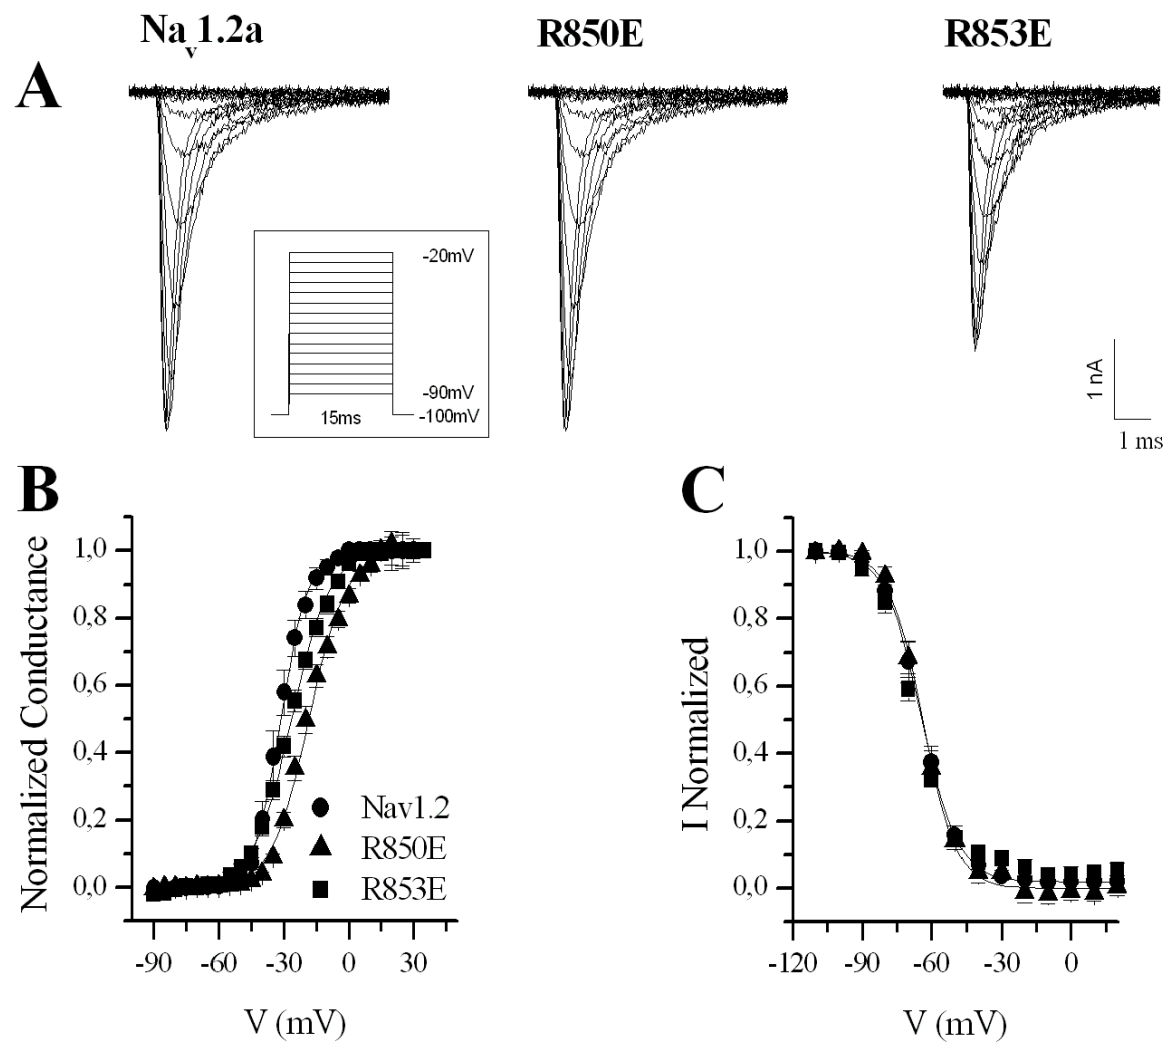 Nav1.2a
R850E
R853E
A
-20mV
-90mV
15ms
-100mV
1 nA
1 ms
B
C
Normalized Conductance
1,0
0,8
0,6
0,4
0,2
0,0
Nav1.2
R850E
R853E
-90
-60
-30
0
30
V (mV)
I Normalized
1,0
0,8
0,6
0,4
0,2
0,0
-120
-90
-60
-30
0
V (mV)